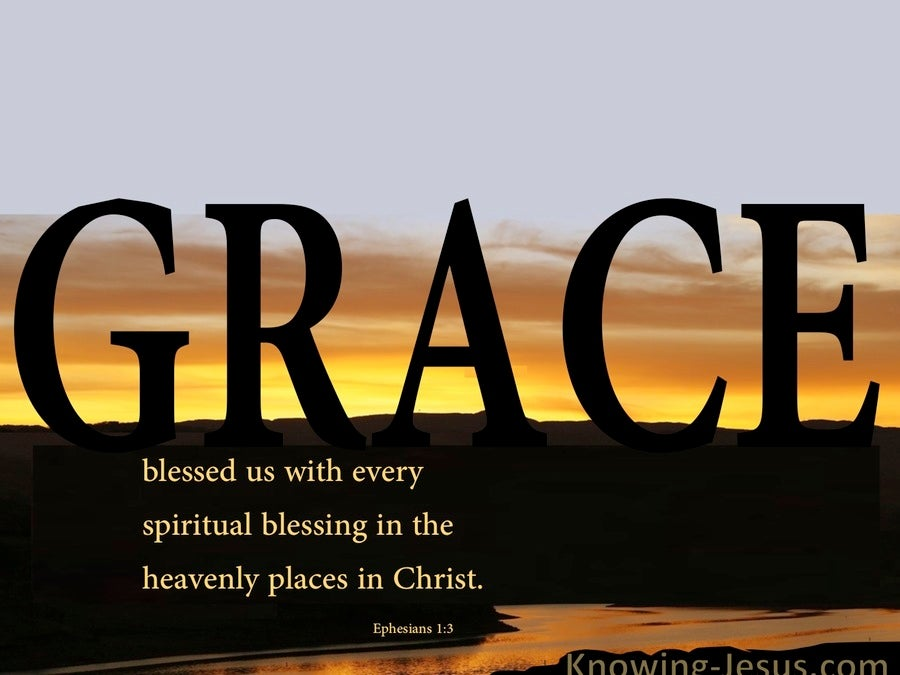 GRACE
blessed us with every
spiritual blessing in the
heavenly places in Christ.
Ephesians 1:3
Knowing-Jesus.com